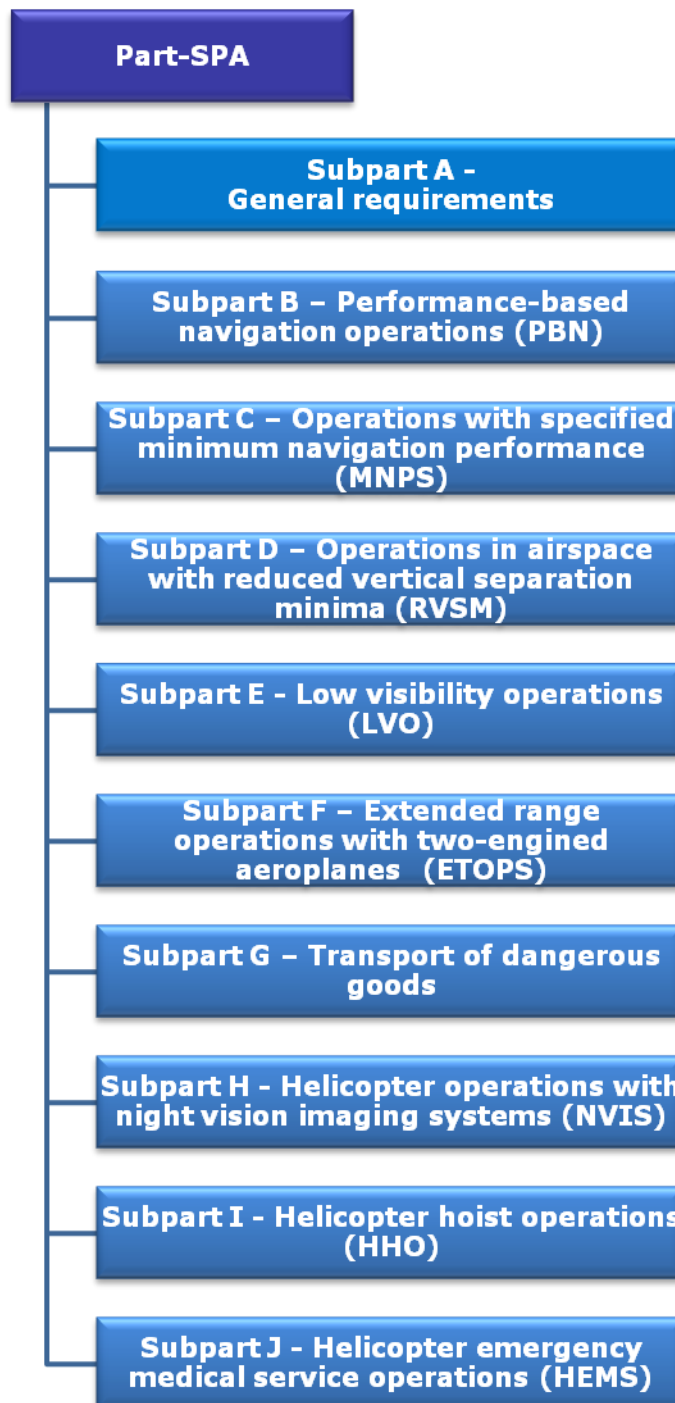 Part-SPA
Subpart A -
General requirements
Subpart B – Performance-based
navigation operations (PBN)
Subpart C – Operations with specified
minimum navigation performance
(MNPS)
Subpart D – Operations in airspace
with reduced vertical separation
minima (RVSM)
Subpart E - Low visibility operations
(LVO)
Subpart F – Extended range
operations with two-engined
aeroplanes (ETOPS)
Subpart G – Transport of dangerous
goods
Subpart H - Helicopter operations with
night vision imaging systems (NVIS)
Subpart I - Helicopter hoist operations
(HHO)
Subpart J - Helicopter emergency
medical service operations (HEMS)